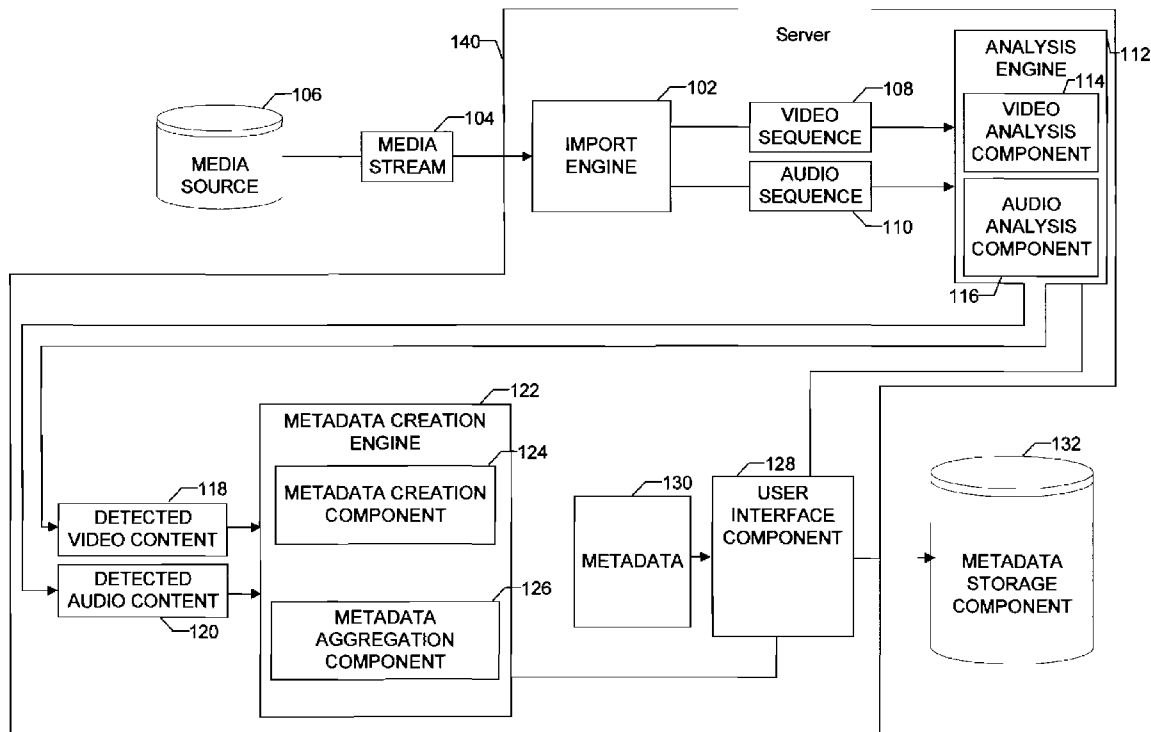 140
Server
ANALYSIS
ENGINE
112
106
104
102
108
114
MEDIA
SOURCE
MEDIA
STREAM
IMPORT
ENGINE
VIDEO
SEQUENCE
VIDEO
ANALYSIS
COMPONENT
AUDIO
SEQUENCE
110
AUDIO
ANALYSIS
COMPONENT
116
122
METADATA CREATION
ENGINE
124
METADATA CREATION
COMPONENT
118
DETECTED
VIDEO CONTENT
DETECTED
AUDIO CONTENT
120
126
METADATA
AGGREGATION
COMPONENT
130
METADATA
128
USER
INTERFACE
COMPONENT
132
METADATA
STORAGE
COMPONENT